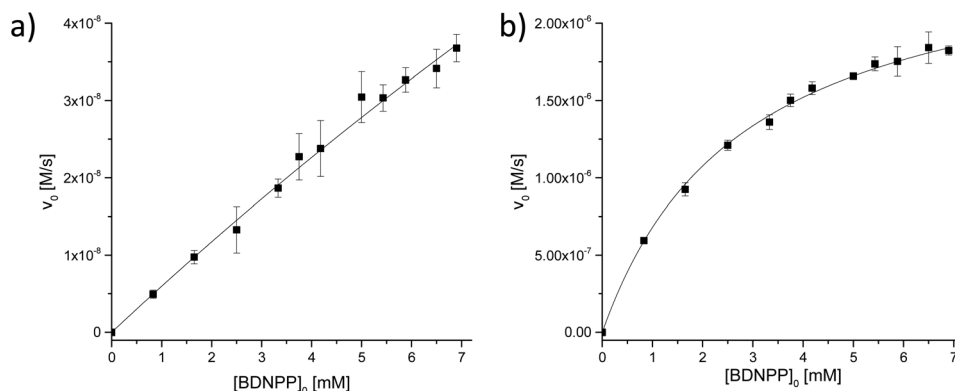 a)
4x10⁻⁸
3x10⁻⁸
2x10⁻⁸
1x10⁻⁸
0
v₀ [M/s]
0 1 2 3 4 5 6 7
[BDNPP]₀ [mM]
b)
2.00x10⁻⁶
1.50x10⁻⁶
1.00x10⁻⁶
5.00x10⁻⁷
0.00
v₀ [M/s]
0 1 2 3 4 5 6 7
[BDNPP]₀ [mM]